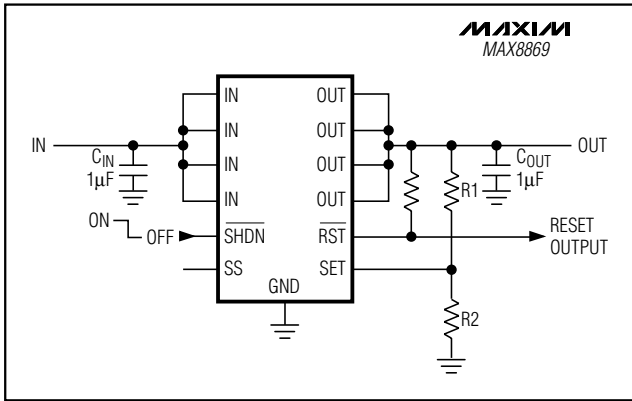 MAXIM
MAX8869
IN
OUT
IN
OUT
IN
OUT
IN
OUT
IN
CIN
1µF
COUT
1µF
OUT
R1
ON
OFF
SHDN
RST
RESET
OUTPUT
SS
SET
GND
R2